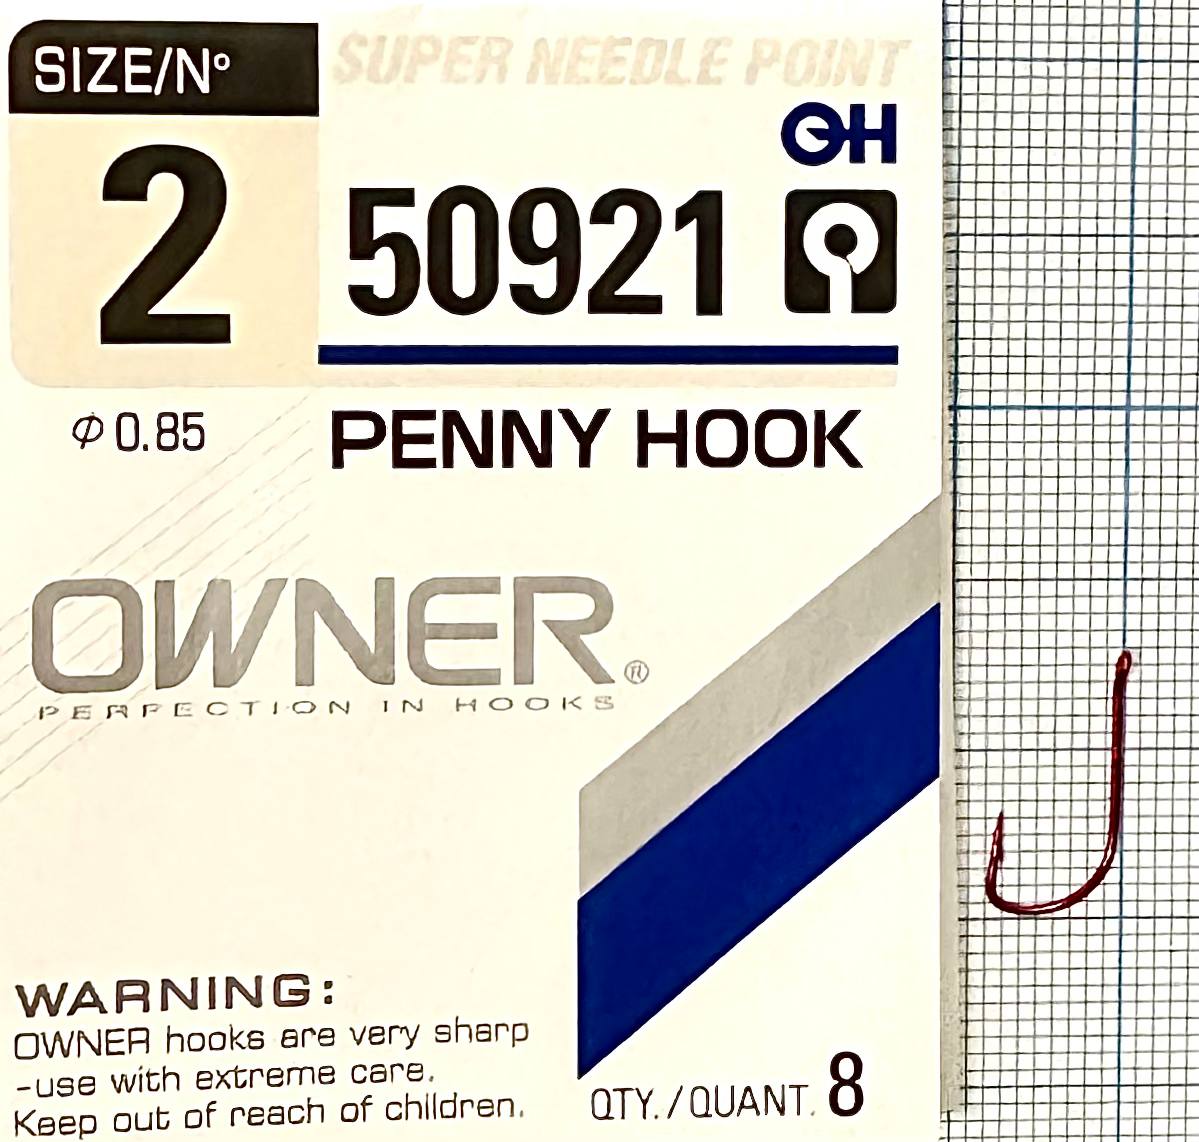 SIZE/Nº
SUPER NEEDLE POINT
2
50921
Φ 0.85
PENNY HOOK
OWNER®
PERFECTION IN HOOKS
WARNING:
OWNER hooks are very sharp
-use with extreme care.
Keep out of reach of children.
QTY./QUANT. 8